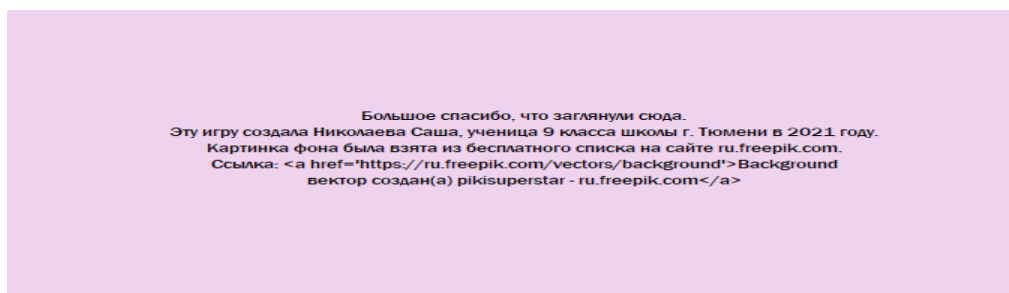 Большое спасибо, что заглянули сюда.
Эту игру создала Николаева Саша, ученица 9 класса школы г. Тюмени в 2021 году.
Картинка фона была взята из бесплатного списка на сайте ru.freepik.com.
Ссылка: <a href='https://ru.freepik.com/vectors/background'>Background
вектор создан(а) pikisuperstar - ru.freepik.com</a>